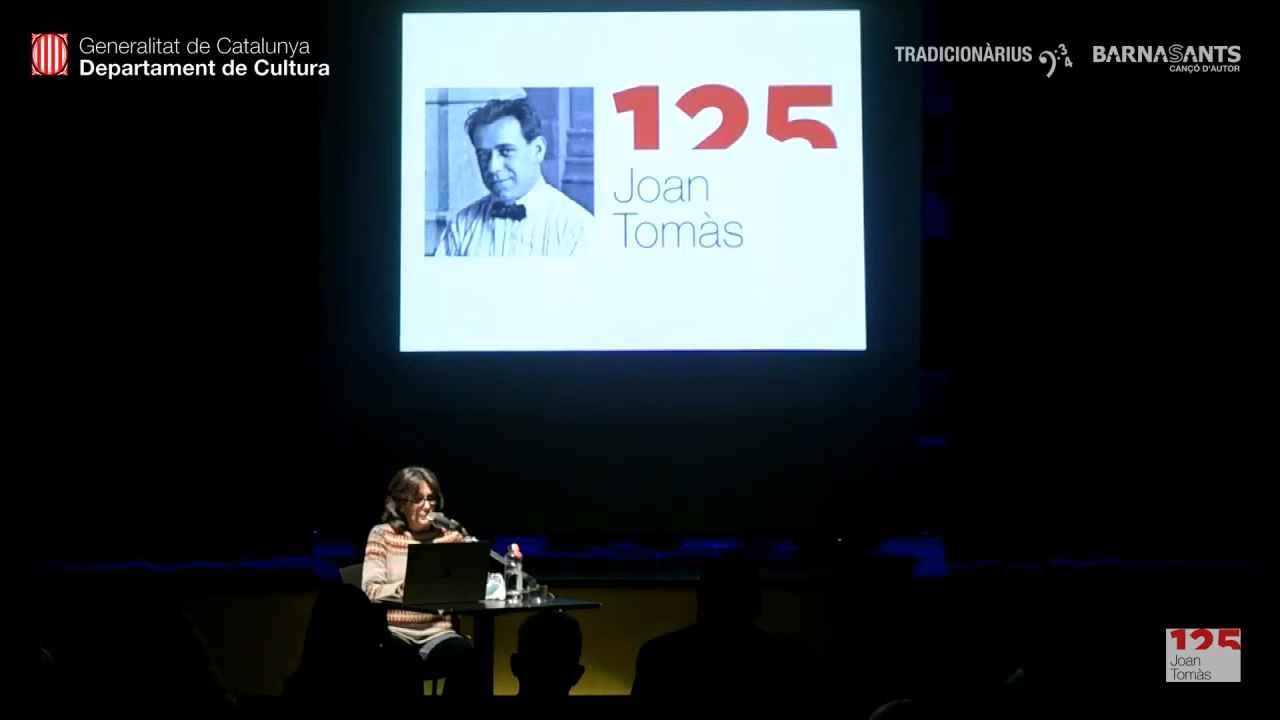 Generalitat de Catalunya
Departament de Cultura
TRADICIONÀRIUS
BARNASANTS
CANÇÓ D'AUTOR
125
Joan
Tomàs
125
Joan
Tomàs